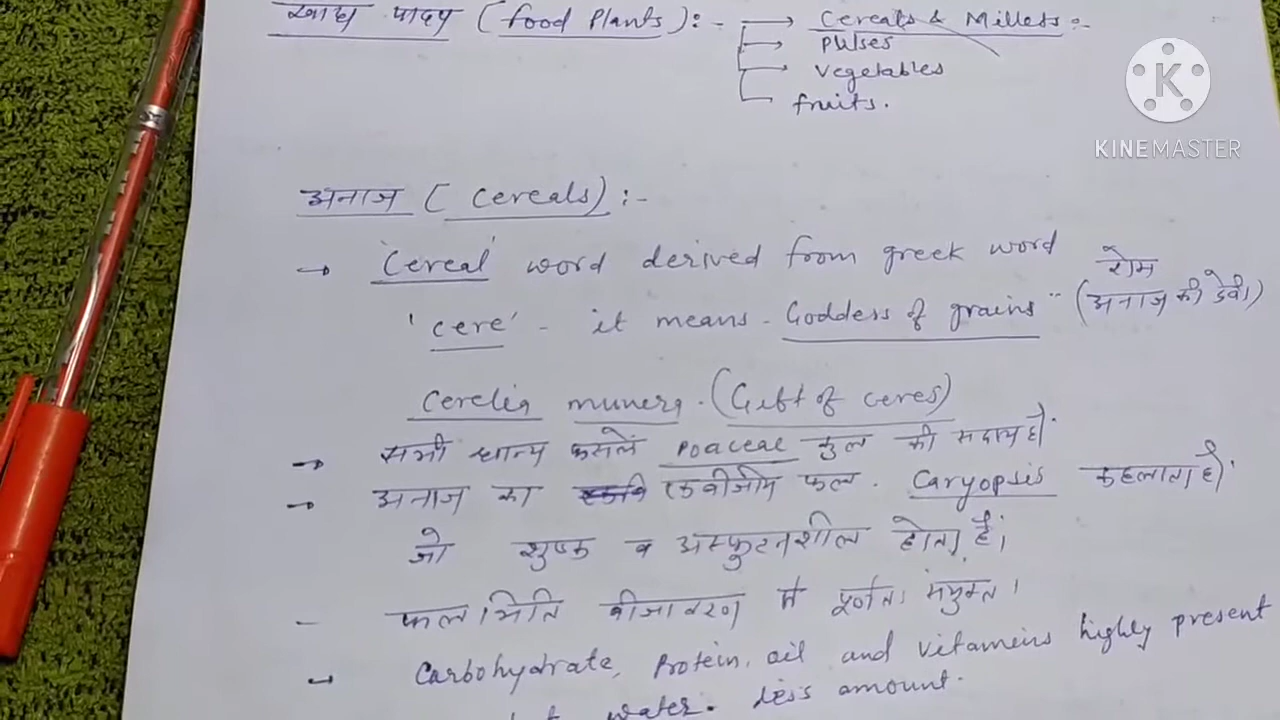 खाद्य पादप (Food Plants):- → Cereals & Millets:-
→ Pulses
→ Vegetables
fruits.
K
KINEMASTER
अनाज (Cereals):-
→ 'Cereal' word derived from greek word
रोम
'cere' - it means - Goddess of grains" (अनाज की देवी)
Cerelia munera. (Gift of ceres)
→ सभी धान्य फसलें Poaceae कुल की सदस्य है।
→ अनाज का एकबीजीय फल. Caryopsis कहलाता है।
जो शुष्क व अस्फुटनशील होता है।
- फलभिति बीजावरण से पूर्णतः संयुक्त।
→ Carbohydrate, Protein, oil and vitamins highly present
water. less amount.